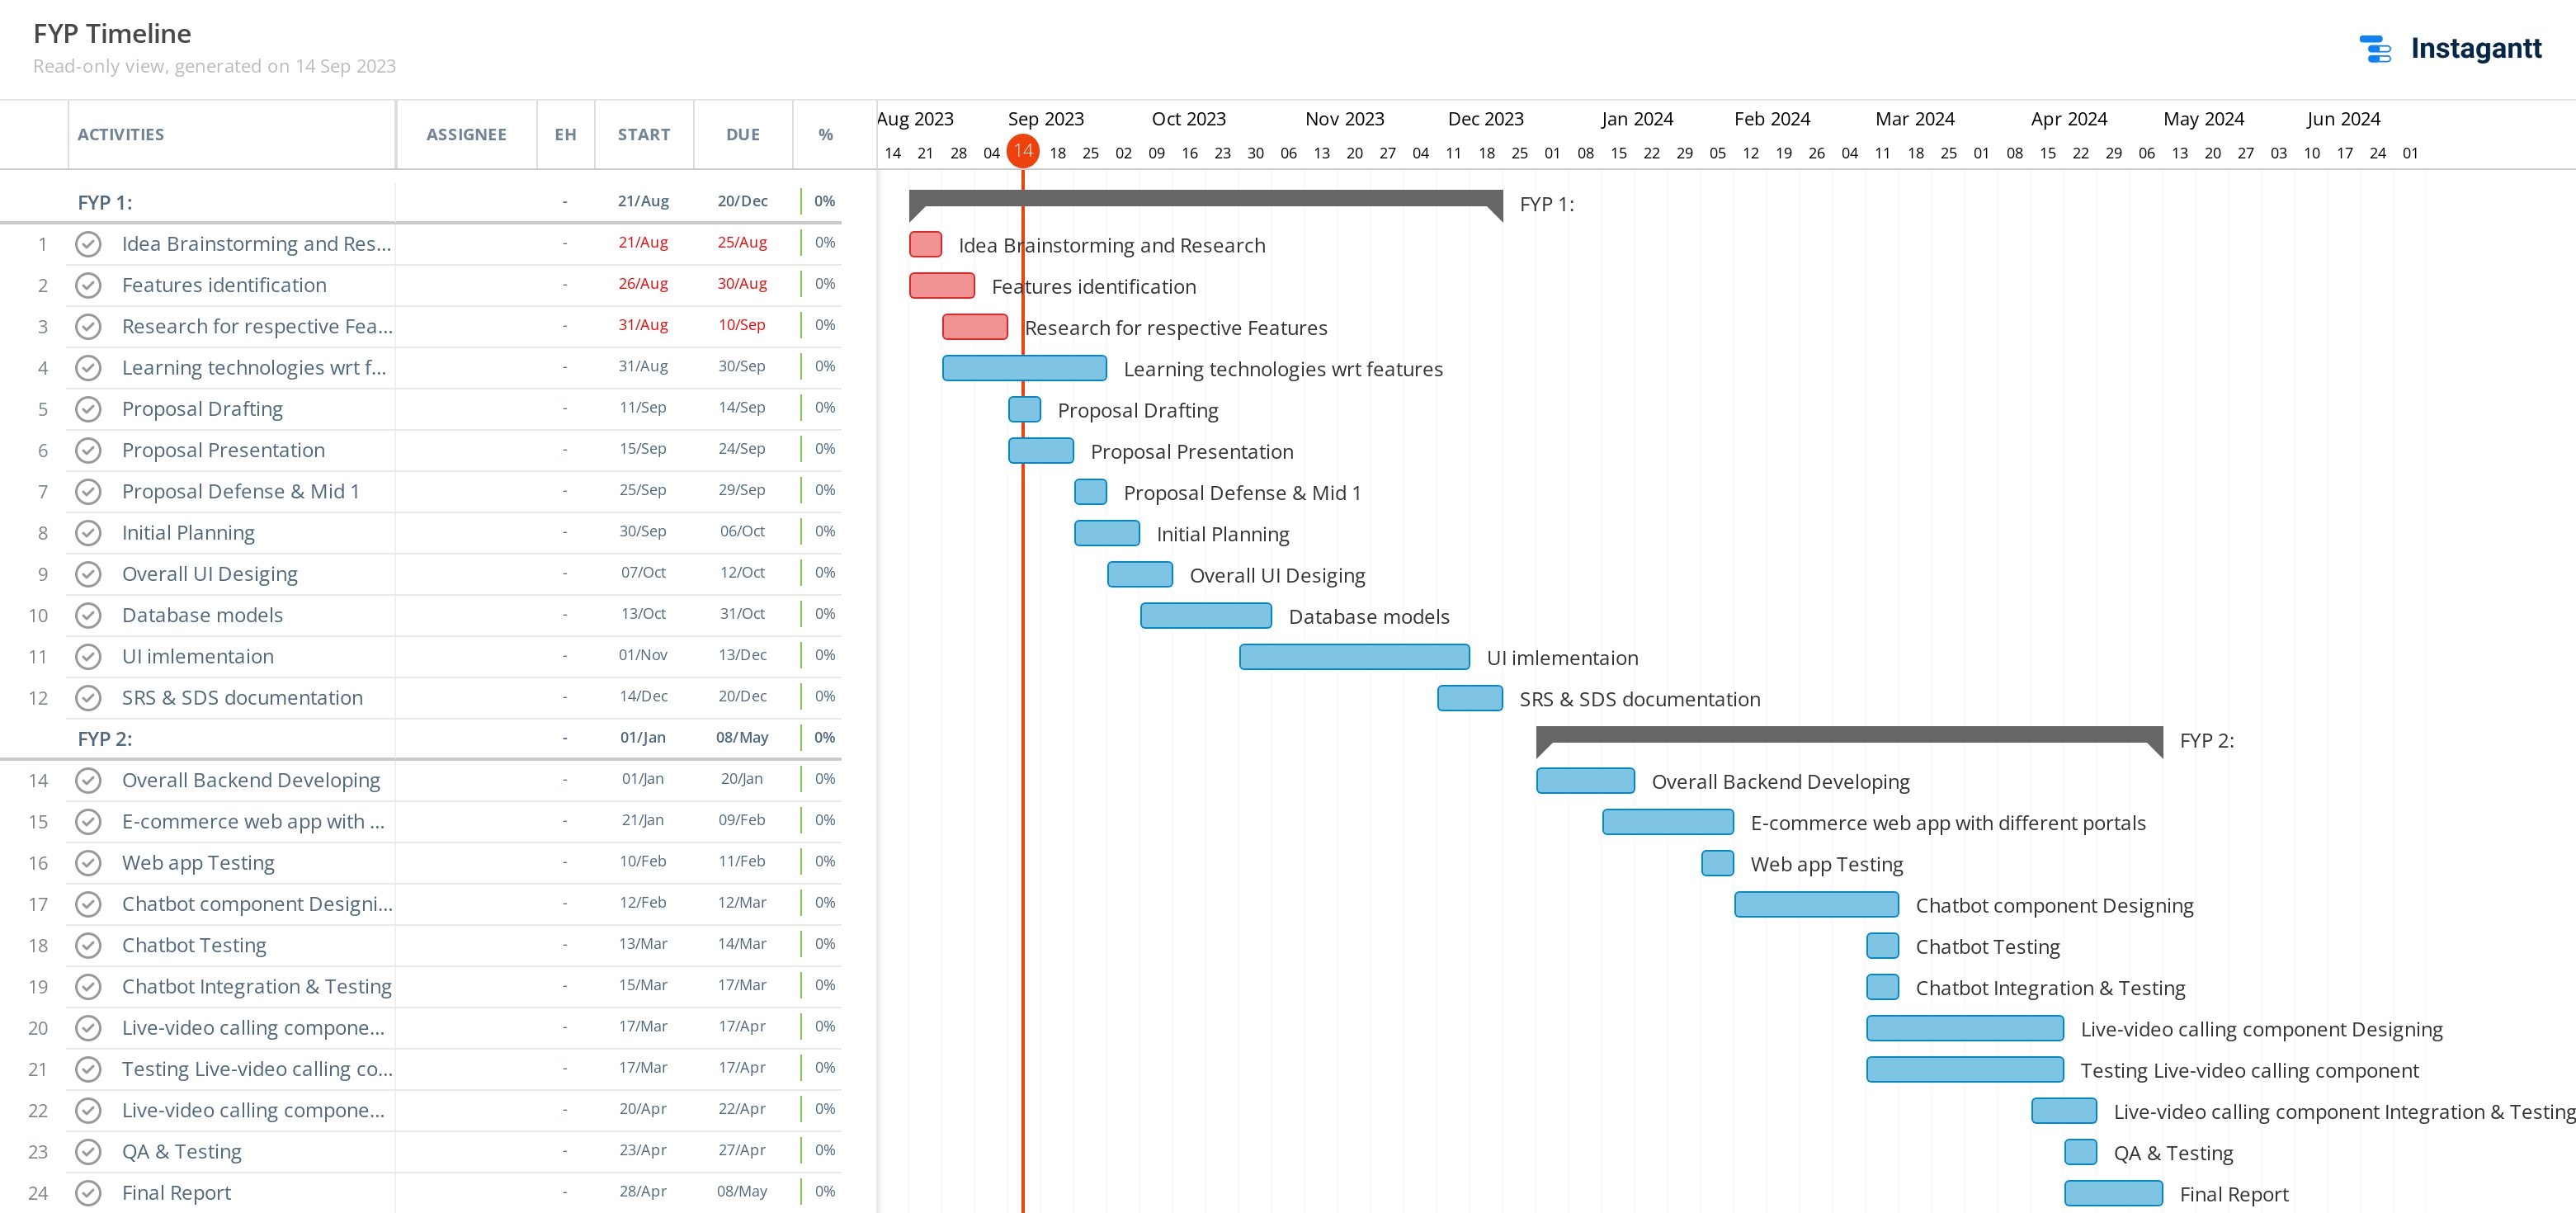 FYP Timeline
Read-only view, generated on 14 Sep 2023
Instagantt
ACTIVITIES ASSIGNEE EH START DUE %
Aug 2023 Sep 2023 Oct 2023 Nov 2023 Dec 2023 Jan 2024 Feb 2024 Mar 2024 Apr 2024 May 2024 Jun 2024
14 21 28 04 14 18 25 02 09 16 23 30 06 13 20 27 04 11 18 25 01 08 15 22 29 05 12 19 26 04 11 18 25 01 08 15 22 29 06 13 20 27 03 10 17 24 01
FYP 1: - 21/Aug 20/Dec 0% FYP 1:
1 Idea Brainstorming and Res... - 21/Aug 25/Aug 0% Idea Brainstorming and Research
2 Features identification - 26/Aug 30/Aug 0% Features identification
3 Research for respective Fea... - 31/Aug 10/Sep 0% Research for respective Features
4 Learning technologies wrt f... - 31/Aug 30/Sep 0% Learning technologies wrt features
5 Proposal Drafting - 11/Sep 14/Sep 0% Proposal Drafting
6 Proposal Presentation - 15/Sep 24/Sep 0% Proposal Presentation
7 Proposal Defense & Mid 1 - 25/Sep 29/Sep 0% Proposal Defense & Mid 1
8 Initial Planning - 30/Sep 06/Oct 0% Initial Planning
9 Overall UI Desiging - 07/Oct 12/Oct 0% Overall UI Desiging
10 Database models - 13/Oct 31/Oct 0% Database models
11 UI imlementaion - 01/Nov 13/Dec 0% UI imlementaion
12 SRS & SDS documentation - 14/Dec 20/Dec 0% SRS & SDS documentation
FYP 2: - 01/Jan 08/May 0% FYP 2:
14 Overall Backend Developing - 01/Jan 20/Jan 0% Overall Backend Developing
15 E-commerce web app with ... - 21/Jan 09/Feb 0% E-commerce web app with different portals
16 Web app Testing - 10/Feb 11/Feb 0% Web app Testing
17 Chatbot component Designi... - 12/Feb 12/Mar 0% Chatbot component Designing
18 Chatbot Testing - 13/Mar 14/Mar 0% Chatbot Testing
19 Chatbot Integration & Testing - 15/Mar 17/Mar 0% Chatbot Integration & Testing
20 Live-video calling compone... - 17/Mar 17/Apr 0% Live-video calling component Designing
21 Testing Live-video calling co... - 17/Mar 17/Apr 0% Testing Live-video calling component
22 Live-video calling compone... - 20/Apr 22/Apr 0% Live-video calling component Integration & Testing
23 QA & Testing - 23/Apr 27/Apr 0% QA & Testing
24 Final Report - 28/Apr 08/May 0% Final Report